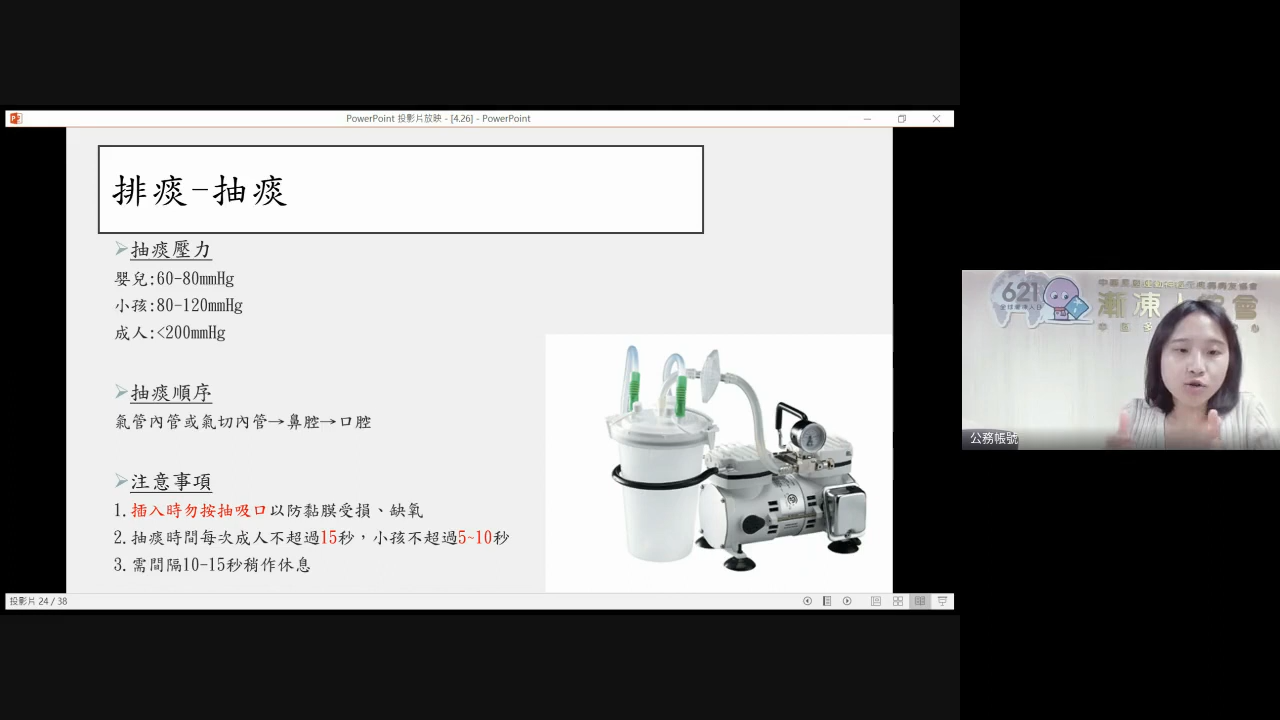 PowerPoint 投影片放映 - [4.26] - PowerPoint
排痰-抽痰
抽痰壓力
嬰兒:60-80mmHg
小孩:80-120mmHg
成人:<200mmHg
抽痰順序
氣管內管或氣切內管→鼻腔→口腔
注意事項
1.插入時勿按抽吸口以防黏膜受損、缺氧
2.抽痰時間每次成人不超過15秒，小孩不超過5~10秒
3.需間隔10-15秒稍作休息
投影片 24 / 38
621
漸凍人協會
公務帳號